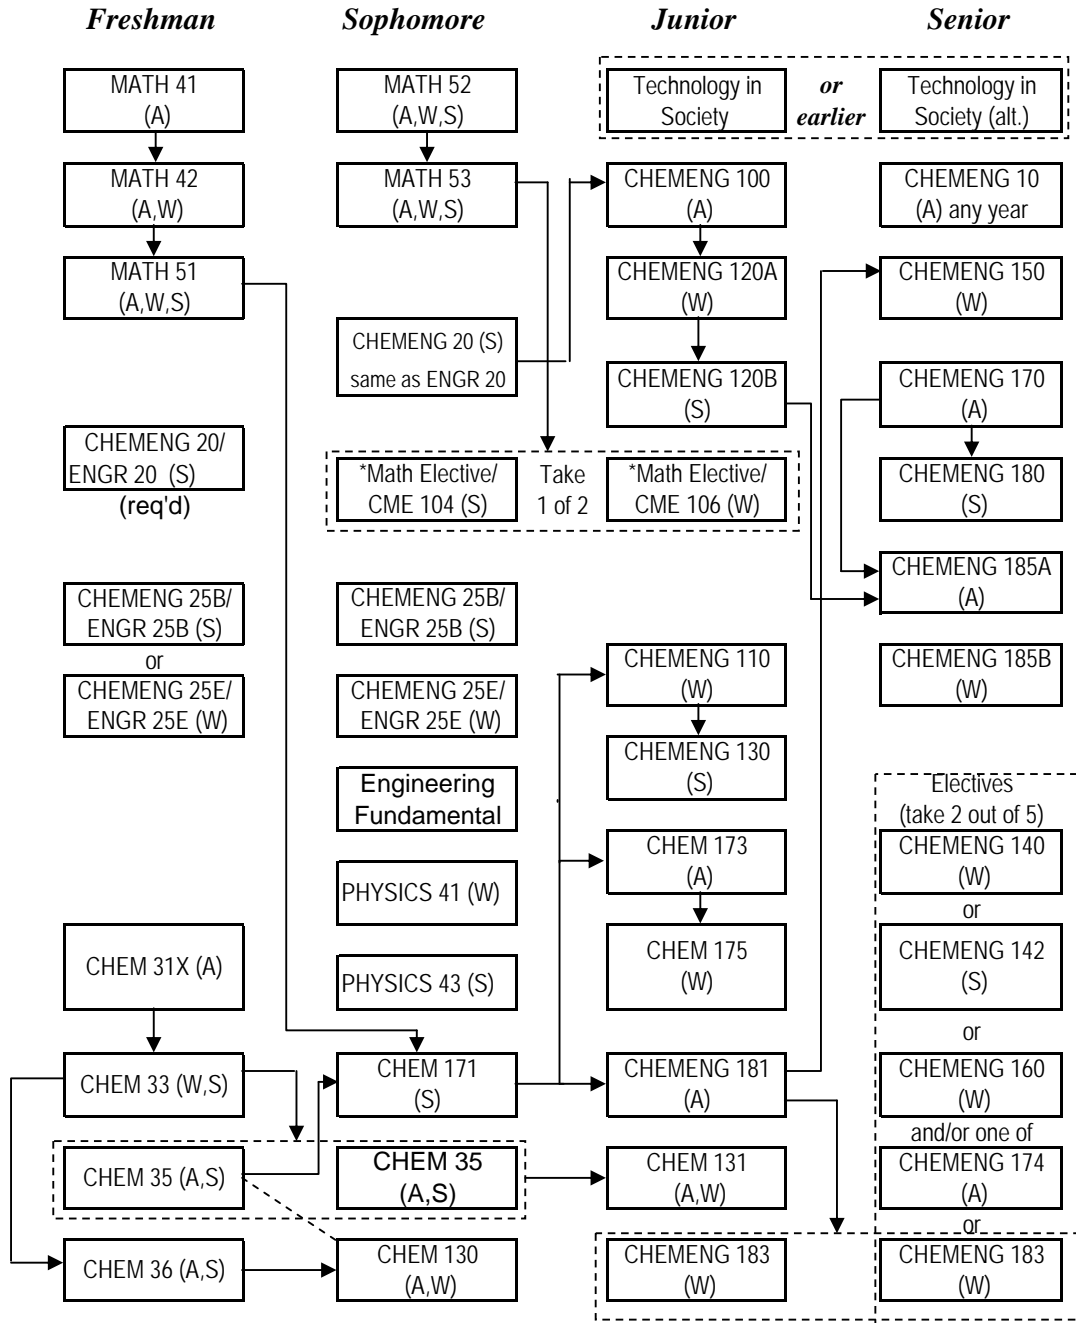 Freshman
Sophomore
Junior
Senior
MATH 41
(A)
MATH 42
(A,W)
MATH 51
(A,W,S)
CHEMENG 20/
ENGR 20 (S)
(req'd)
CHEMENG 25B/
ENGR 25B (S)
or
CHEMENG 25E/
ENGR 25E (W)
CHEM 31X (A)
CHEM 33 (W,S)
CHEM 35 (A,S)
CHEM 36 (A,S)
MATH 52
(A,W,S)
MATH 53
(A,W,S)
CHEMENG 20 (S)
same as ENGR 20
*Math Elective/
CME 104 (S)
Take
1 of 2
*Math Elective/
CME 106 (W)
CHEMENG 25B/
ENGR 25B (S)
CHEMENG 25E/
ENGR 25E (W)
Engineering
Fundamental
PHYSICS 41 (W)
PHYSICS 43 (S)
CHEM 171
(S)
CHEM 35
(A,S)
CHEM 130
(A,W)
Technology in
Society
or
earlier
Technology in
Society (alt.)
CHEMENG 100
(A)
CHEMENG 120A
(W)
CHEMENG 120B
(S)
CHEMENG 110
(W)
CHEMENG 130
(S)
CHEM 173
(A)
CHEM 175
(W)
CHEMENG 181
(A)
CHEM 131
(A,W)
CHEMENG 183
(W)
CHEMENG 10
(A) any year
CHEMENG 150
(W)
CHEMENG 170
(A)
CHEMENG 180
(S)
CHEMENG 185A
(A)
CHEMENG 185B
(W)
Electives
(take 2 out of 5)
CHEMENG 140
(W)
or
CHEMENG 142
(S)
or
CHEMENG 160
(W)
and/or one of
CHEMENG 174
(A)
or
CHEMENG 183
(W)